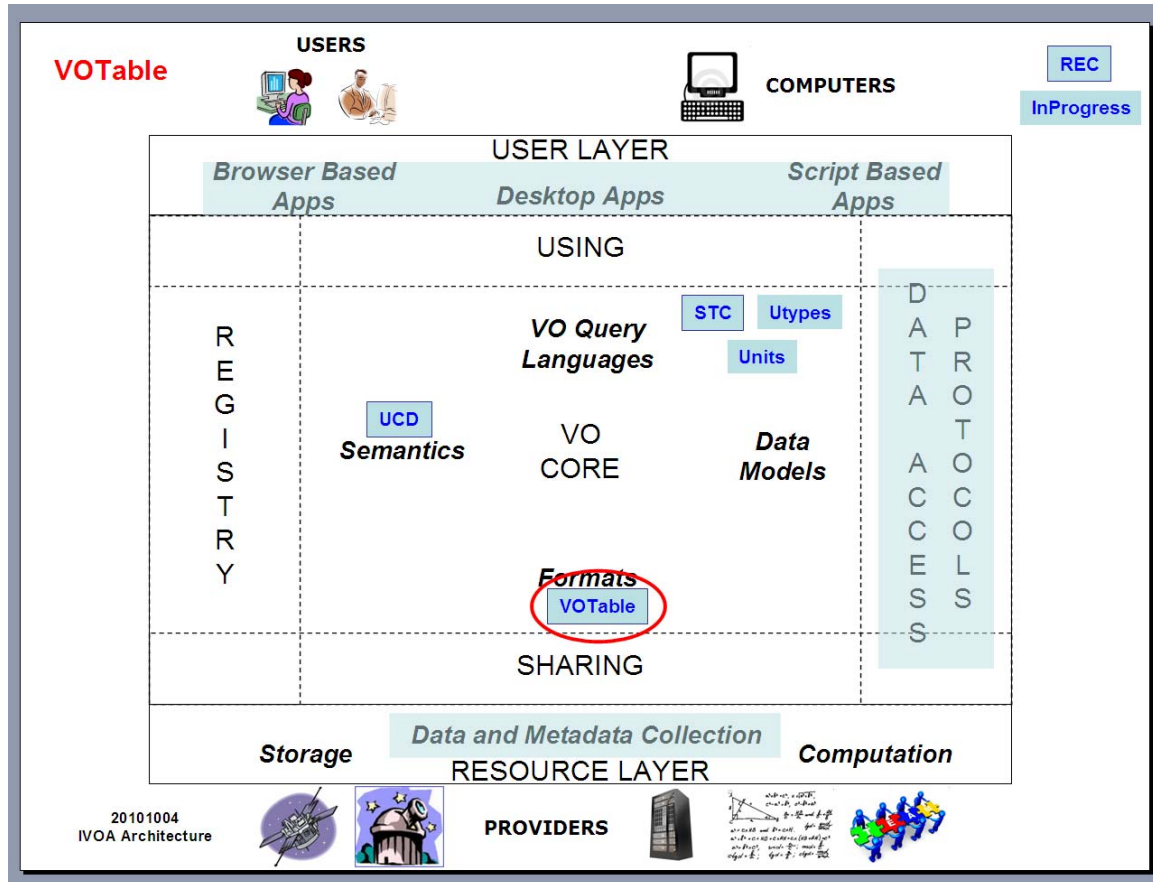 VOTable
USERS
COMPUTERS
REC
InProgress
USER LAYER
Browser Based
Apps
Desktop Apps
Script Based
Apps
USING
REGISTRY
VO Query
Languages
STC
Utypes
Units
UCD
Semantics
VO
CORE
Data
Models
DATA ACCESS
PROTOCOLS
Formats
VOTable
SHARING
Data and Metadata Collection
Storage
Computation
RESOURCE LAYER
20101004
IVOA Architecture
PROVIDERS